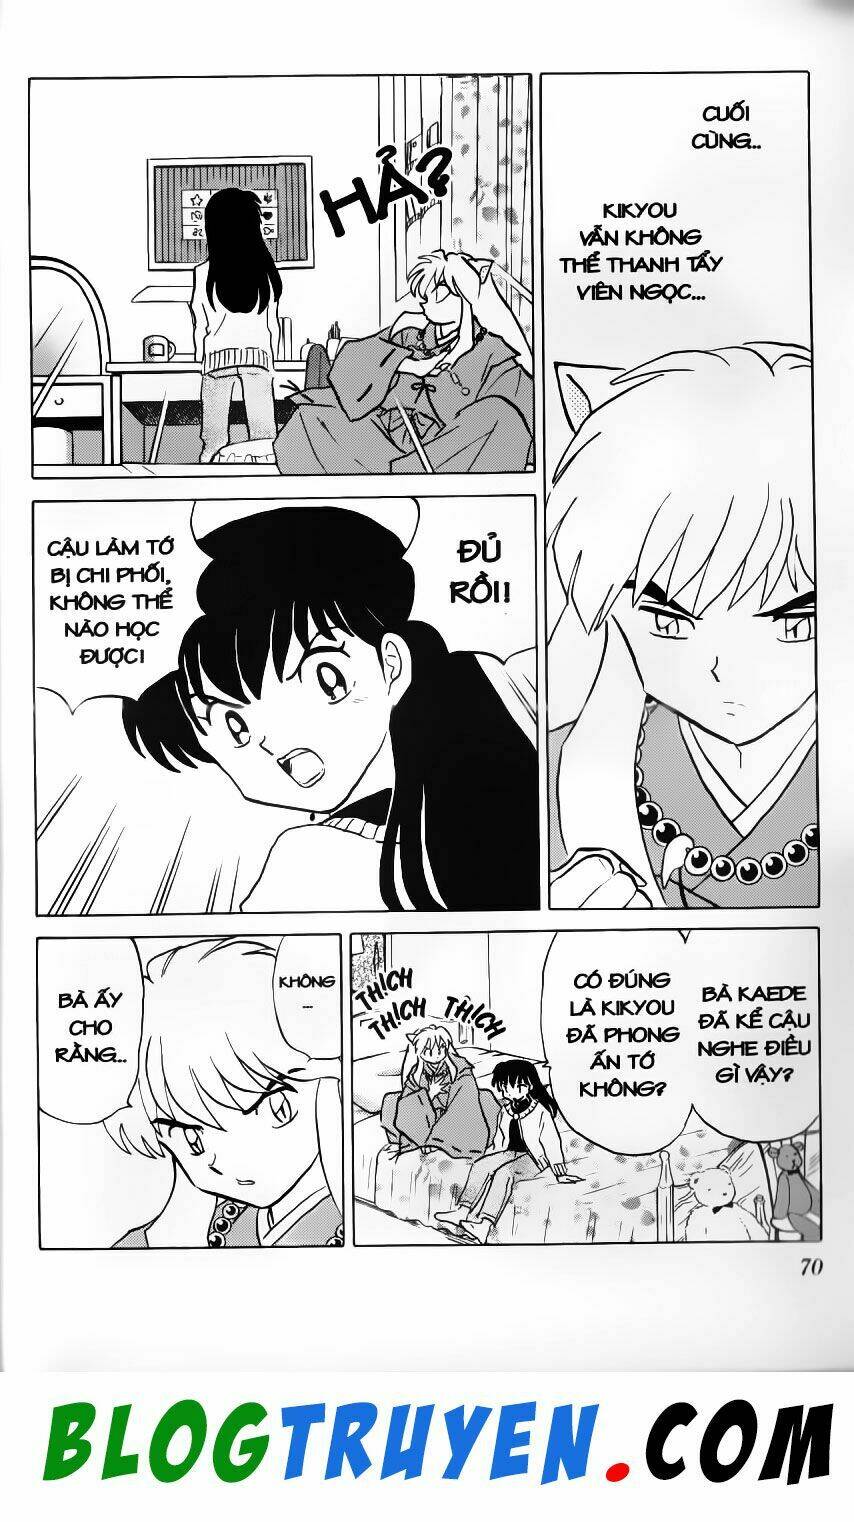 CUỐI
CÙNG...
KIKYOU
VẪN KHÔNG
THỂ THANH TẨY
VIÊN NGỌC...
HẢ?
ĐỦ
RỒI!
CẬU LÀM TỚ
BỊ CHI PHỐI,
KHÔNG THỂ
NÀO HỌC
ĐƯỢC!
BÀ KAEDE
ĐÃ KỂ CẬU
NGHE ĐIỀU
GÌ VẬY?
CÓ ĐÚNG
LÀ KIKYOU
ĐÃ PHONG
ẤN TỚ
KHÔNG?
THỊCH
THỊCH
THỊCH
KHÔNG
...
BÀ ẤY
CHO
RẰNG...
70
BLOGTRUYEN.COM